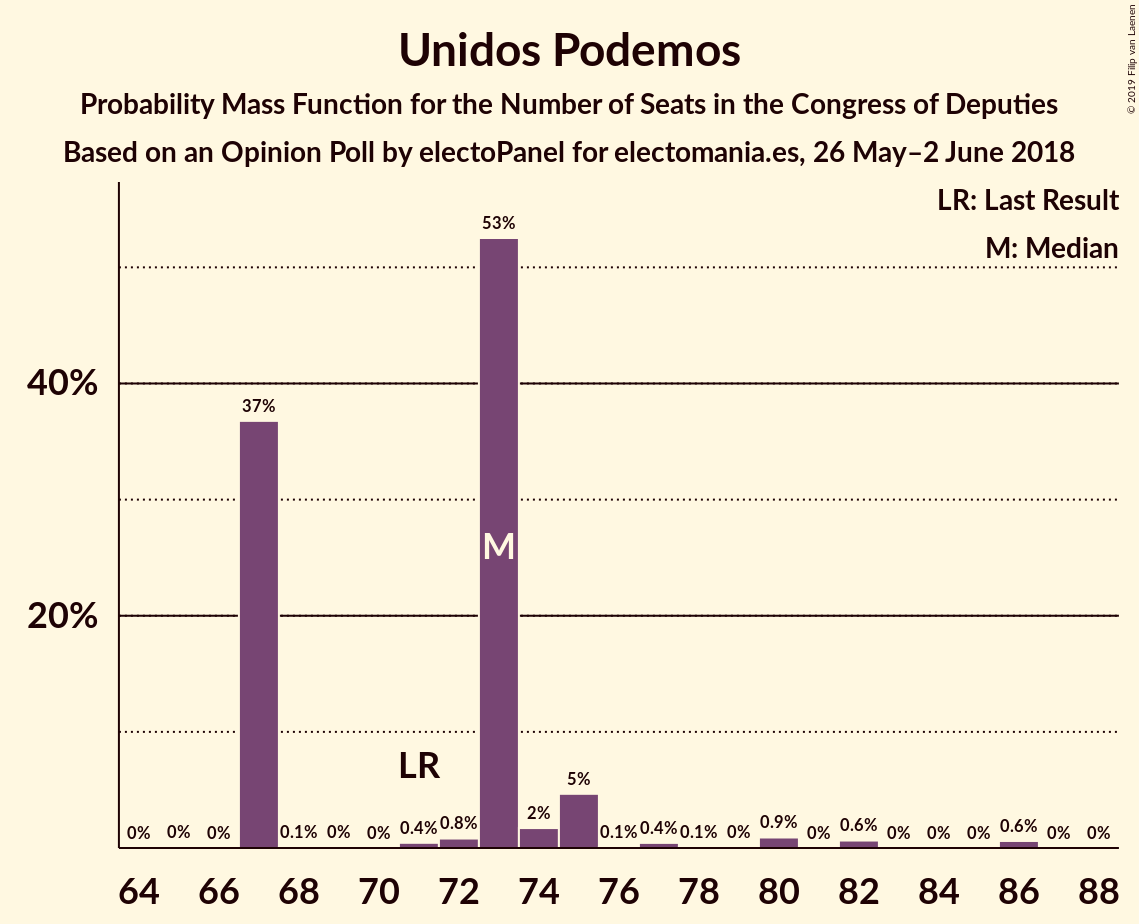 Unidos Podemos
Probability Mass Function for the Number of Seats in the Congress of Deputies
Based on an Opinion Poll by electoPanel for electomania.es, 26 May–2 June 2018
© 2019 Filip van Laenen
LR: Last Result
M: Median
53%
40%
37%
M
20%
LR
0% 0% 0% 0.1% 0% 0% 0.4% 0.8% 2% 5% 0.1% 0.4% 0.1% 0% 0.9% 0% 0.6% 0% 0% 0% 0.6% 0% 0%
64 66 68 70 72 74 76 78 80 82 84 86 88